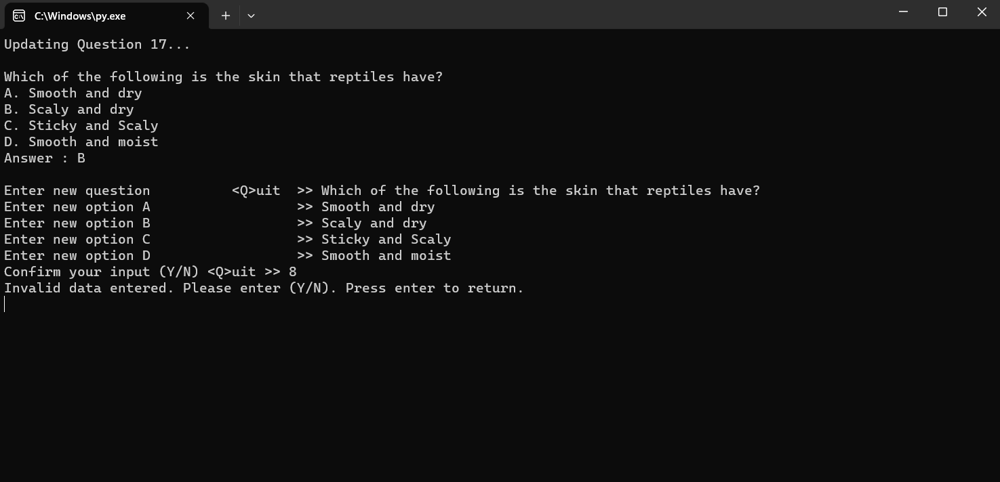 C:\Windows\py.exe
Updating Question 17...
Which of the following is the skin that reptiles have?
A. Smooth and dry
B. Scaly and dry
C. Sticky and Scaly
D. Smooth and moist
Answer : B
Enter new question          <Q>uit  >> Which of the following is the skin that reptiles have?
Enter new option A                  >> Smooth and dry
Enter new option B                  >> Scaly and dry
Enter new option C                  >> Sticky and Scaly
Enter new option D                  >> Smooth and moist
Confirm your input (Y/N) <Q>uit >> 8
Invalid data entered. Please enter (Y/N). Press enter to return.